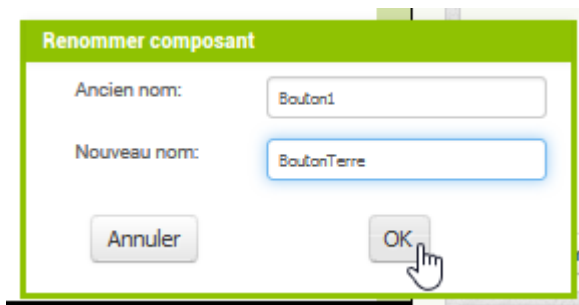 Renommer composant
Ancien nom: Bouton1
Nouveau nom: BoutonTerre
Annuler OK